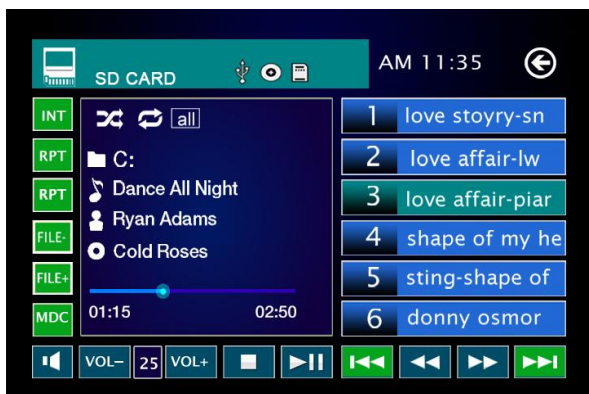 SD CARD
AM 11:35
INT
RPT
RPT
FILE-
FILE+
MDC
all
C:
Dance All Night
Ryan Adams
Cold Roses
01:15 02:50
1 love stoyry-sn
2 love affair-lw
3 love affair-piar
4 shape of my he
5 sting-shape of
6 donny osmor
VOL- 25 VOL+